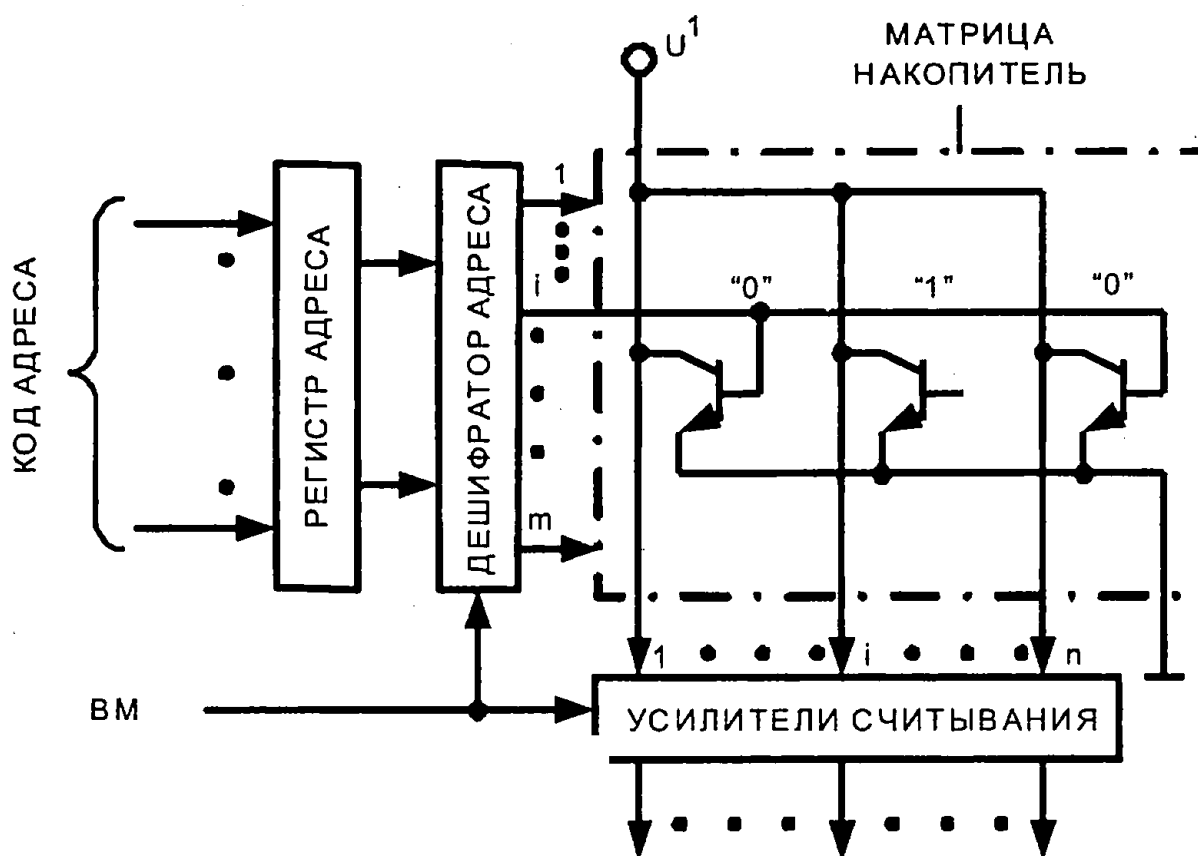 U¹
МАТРИЦА
НАКОПИТЕЛЬ
КОД АДРЕСА
РЕГИСТР АДРЕСА
ДЕШИФРАТОР АДРЕСА
1
i
m
"0"
"1"
"0"
1
i
n
ВМ
УСИЛИТЕЛИ СЧИТЫВАНИЯ